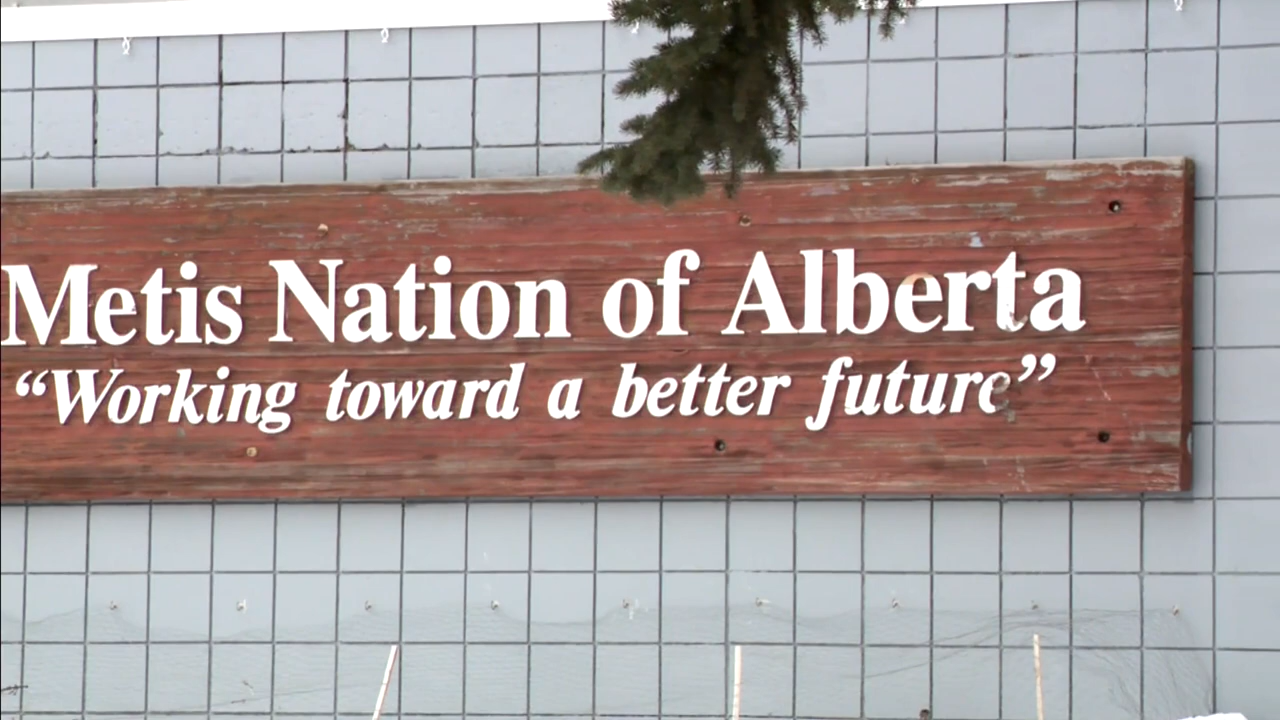 Metis Nation of Alberta
“Working toward a better future”